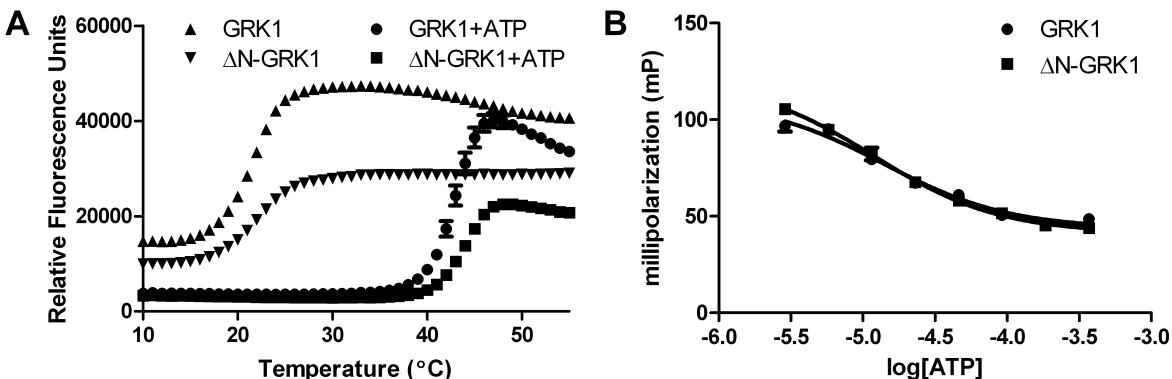 A
Relative Fluorescence Units
60000
40000
20000
0
▲ GRK1
▼ ΔN-GRK1
● GRK1+ATP
■ ΔN-GRK1+ATP
10 20 30 40 50
Temperature (°C)
B
millipolarization (mP)
150
100
50
0
● GRK1
■ ΔN-GRK1
-6.0 -5.5 -5.0 -4.5 -4.0 -3.5 -3.0
log[ATP]